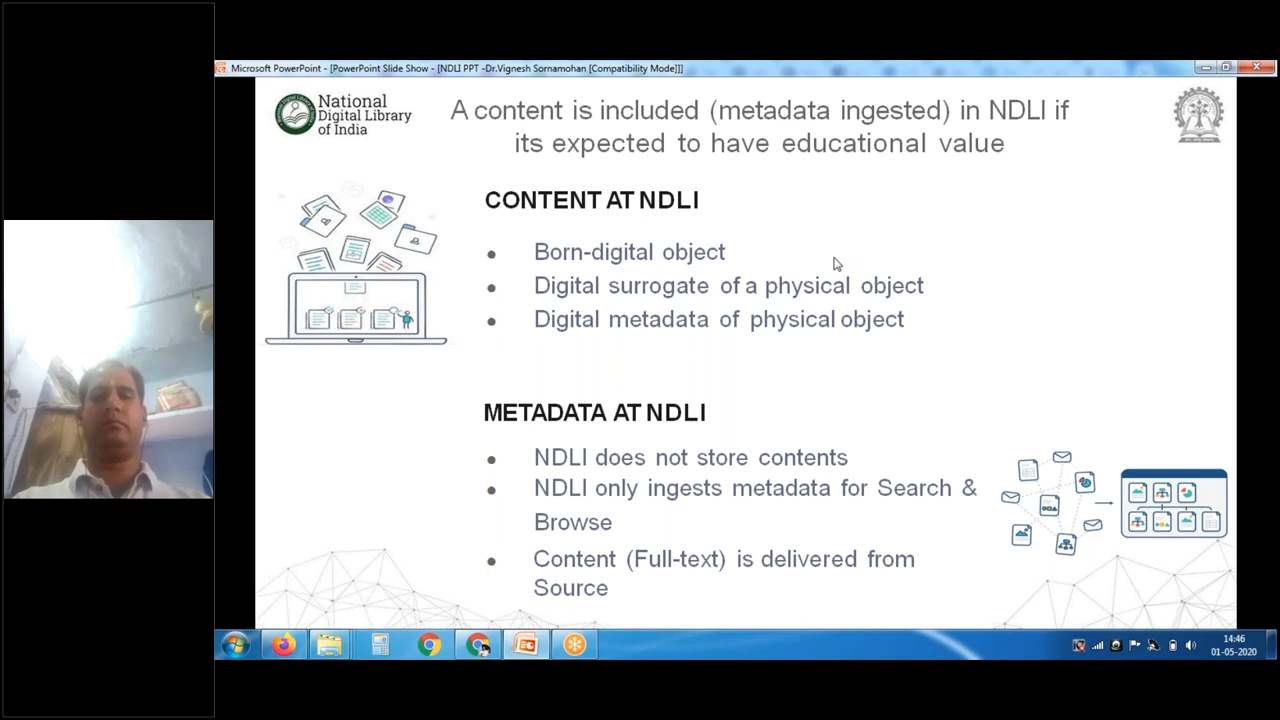 Microsoft PowerPoint - [PowerPoint Slide Show - [NDLI PPT -Dr.Vignesh Sornamohan [Compatibility Mode]]]
National
Digital Library
of India
A content is included (metadata ingested) in NDLI if
its expected to have educational value
CONTENT AT NDLI
• Born-digital object
• Digital surrogate of a physical object
• Digital metadata of physical object
METADATA AT NDLI
• NDLI does not store contents
• NDLI only ingests metadata for Search &
Browse
• Content (Full-text) is delivered from
Source
14:46
01-05-2020